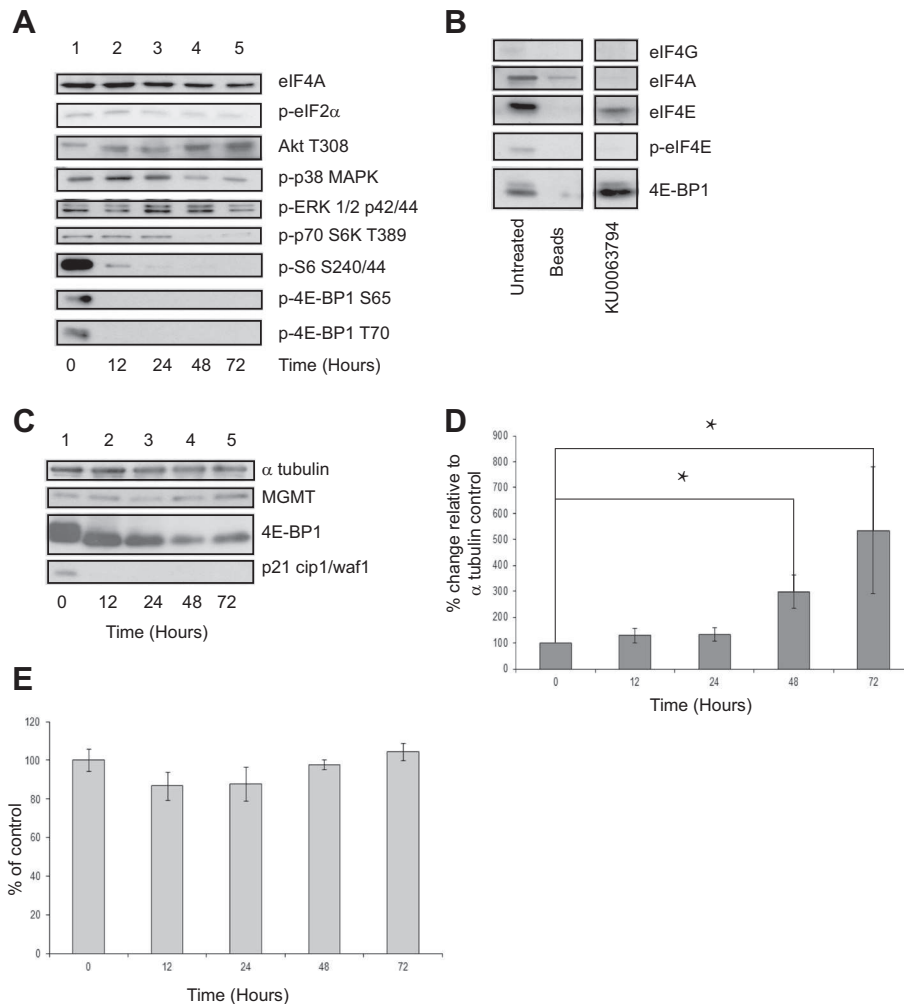 A
1 2 3 4 5
eIF4A
p-eIF2α
Akt T308
p-p38 MAPK
p-ERK 1/2 p42/44
p-p70 S6K T389
p-S6 S240/44
p-4E-BP1 S65
p-4E-BP1 T70
0 12 24 48 72 Time (Hours)
B
eIF4G
eIF4A
eIF4E
p-eIF4E
4E-BP1
Untreated
Beads
KU0063794
C
1 2 3 4 5
α tubulin
MGMT
4E-BP1
p21 cip1/waf1
0 12 24 48 72
Time (Hours)
D
% change relative to
α tubulin control
900
800
700
600
500
400
300
200
100
0
*
*
0 12 24 48 72
Time (Hours)
E
% of control
120
100
80
60
40
20
0
0 12 24 48 72
Time (Hours)